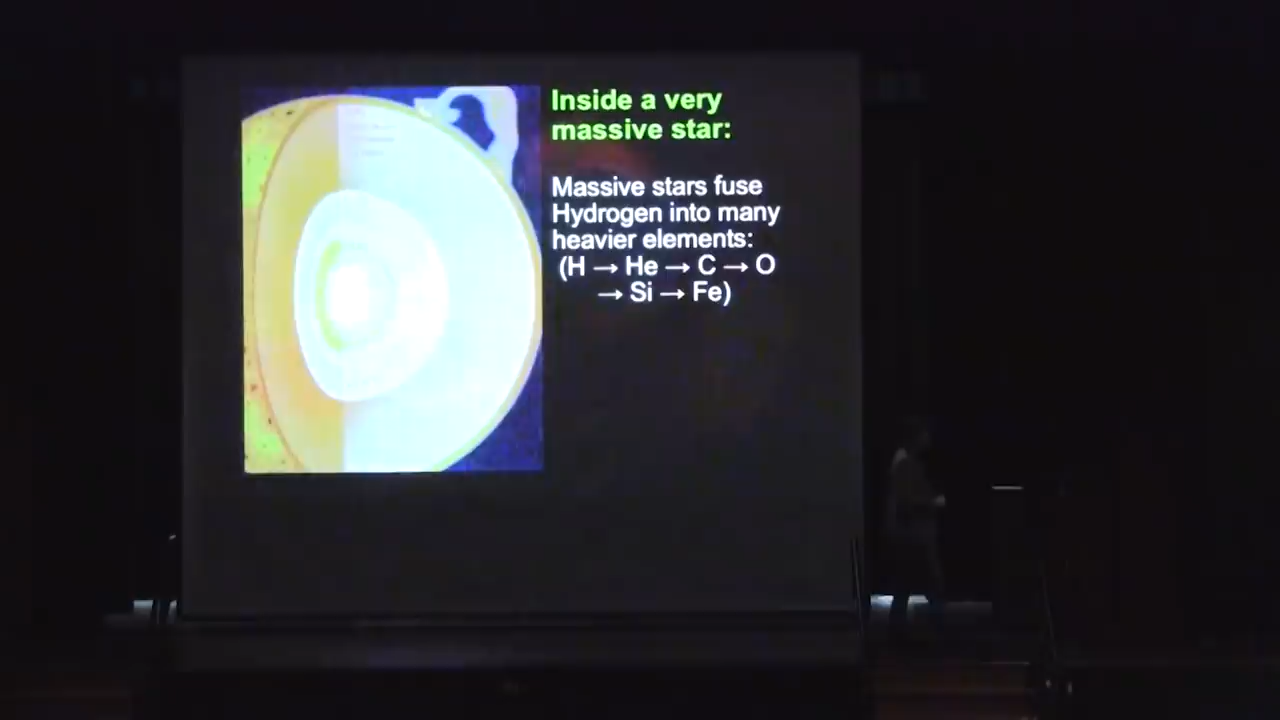 Inside a very
massive star:
Massive stars fuse
Hydrogen into many
heavier elements:
(H → He → C → O
→ Si → Fe)